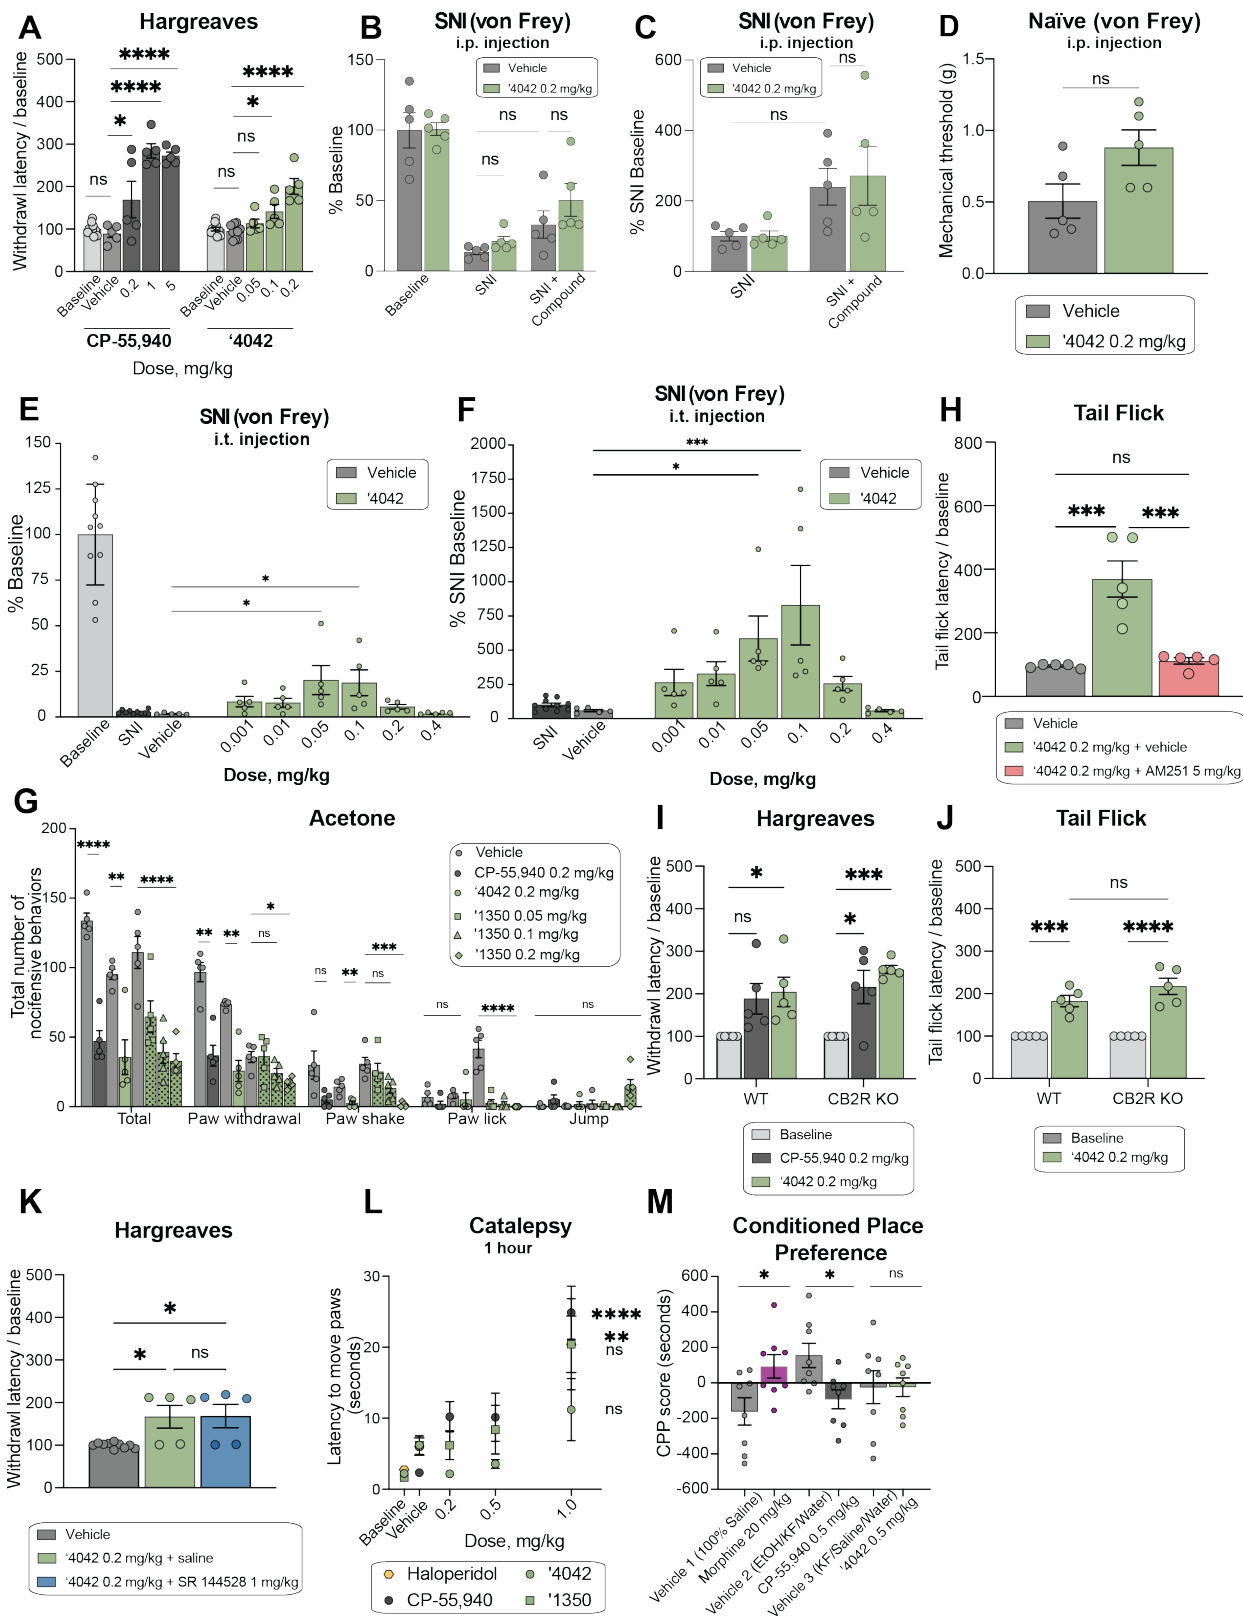 A
Hargreaves
Withdrawl latency / baseline
500
400
300
200
100
0
****
****
*
ns
****
*
ns
ns
Baseline
Vehicle
0.2
1
5
Baseline
Vehicle
0.05
0.1
0.2
CP-55,940
‘4042
Dose, mg/kg
B
SNI (von Frey)
i.p. injection
Vehicle
'4042 0.2 mg/kg
% Baseline
150
100
50
0
ns
ns
ns
Baseline
SNI
SNI +
Compound
C
SNI (von Frey)
i.p. injection
Vehicle
'4042 0.2 mg/kg
% SNI Baseline
600
400
200
0
ns
ns
SNI
SNI +
Compound
D
Naïve (von Frey)
i.p. injection
Mechanical threshold (g)
1.5
1.0
0.5
0.0
ns
Vehicle
'4042 0.2 mg/kg
E
SNI (von Frey)
i.t. injection
Vehicle
'4042
% Baseline
150
125
100
75
50
25
0
*
*
Baseline
SNI
Vehicle
0.001
0.01
0.05
0.1
0.2
0.4
Dose, mg/kg
F
SNI (von Frey)
i.t. injection
Vehicle
'4042
% SNI Baseline
2000
1750
1500
1250
1000
750
500
250
0
***
*
SNI
Vehicle
0.001
0.01
0.05
0.1
0.2
0.4
Dose, mg/kg
H
Tail Flick
Tail flick latency / baseline
800
600
400
200
0
ns
***
***
Vehicle
‘4042 0.2 mg/kg + vehicle
‘4042 0.2 mg/kg + AM251 5 mg/kg
G
Acetone
Total number of
nocifensive behaviors
200
150
100
50
0
****
**
****
**
**
*
ns
ns
**
***
ns
ns
****
ns
Total
Paw withdrawal
Paw shake
Paw lick
Jump
Vehicle
CP-55,940 0.2 mg/kg
‘4042 0.2 mg/kg
'1350 0.05 mg/kg
'1350 0.1 mg/kg
'1350 0.2 mg/kg
I
Hargreaves
Withdrawl latency / baseline
500
400
300
200
100
0
*
ns
***
*
WT
CB2R KO
Baseline
CP-55,940 0.2 mg/kg
‘4042 0.2 mg/kg
J
Tail Flick
Tail flick latency / baseline
500
400
300
200
100
0
ns
***
****
WT
CB2R KO
Baseline
‘4042 0.2 mg/kg
K
Hargreaves
Withdrawl latency / baseline
500
400
300
200
100
0
*
*
ns
Vehicle
‘4042 0.2 mg/kg + saline
‘4042 0.2 mg/kg + SR 144528 1 mg/kg
L
Catalepsy
1 hour
Latency to move paws
(seconds)
30
20
10
0
****
**
ns
ns
Baseline
Vehicle
0.2
0.5
1.0
Dose, mg/kg
Haloperidol
CP-55,940
'4042
'1350
M
Conditioned Place
Preference
CPP score (seconds)
600
400
200
0
-200
-400
-600
*
*
ns
Vehicle 1 (100% Saline)
Morphine 20 mg/kg
Vehicle 2 (EtOH/KF/Water)
CP-55,940 0.5 mg/kg
Vehicle 3 (KF/Saline/Water)
‘4042 0.5 mg/kg